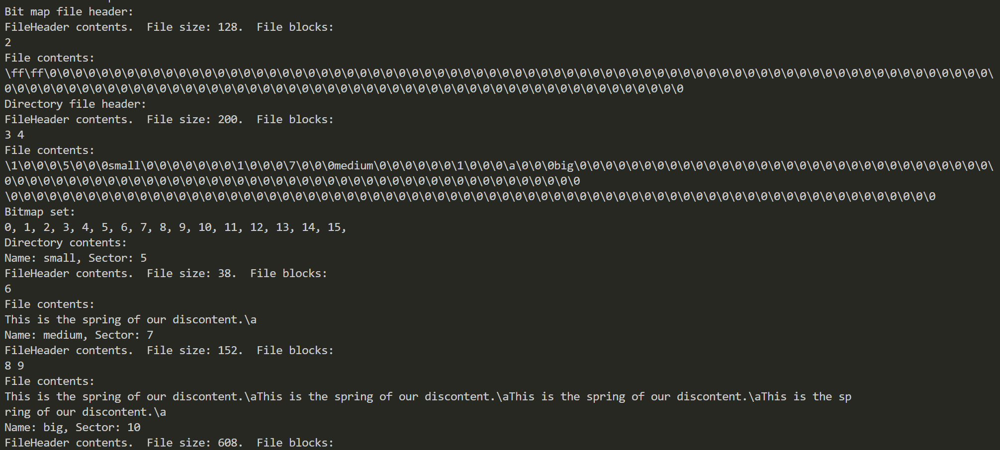 Bit map file header:
FileHeader contents.  File size: 128.  File blocks:
2
File contents:
\ff\ff\0\0\0\0\0\0\0\0\0\0\0\0\0\0\0\0\0\0\0\0\0\0\0\0\0\0\0\0\0\0\0\0\0\0\0\0\0\0\0\0\0\0\0\0\0\0\0\0\0\0\0\0\0\0\0\0\0\0\0\0\0\0\0\0\0\0\0\0\0\0\0\0\0\0\0\0\0\
0\0\0\0\0\0\0\0\0\0\0\0\0\0\0\0\0\0\0\0\0\0\0\0\0\0\0\0\0\0\0\0\0\0\0\0\0\0\0\0\0\0\0\0\0\0\0\0\0\0\0\0\0
Directory file header:
FileHeader contents.  File size: 200.  File blocks:
3 4
File contents:
\1\0\0\0\5\0\0\0small\0\0\0\0\0\0\0\1\0\0\0\7\0\0\0medium\0\0\0\0\0\0\1\0\0\0\a\0\0\0big\0\0\0\0\0\0\0\0\0\0\0\0\0\0\0\0\0\0\0\0\0\0\0\0\0\0\0\0\0\0\0\0\
0\0\0\0\0\0\0\0\0\0\0\0\0\0\0\0\0\0\0\0\0\0\0\0\0\0\0\0\0\0\0\0\0\0\0\0\0\0\0\0\0\0\0\0\0
\0\0\0\0\0\0\0\0\0\0\0\0\0\0\0\0\0\0\0\0\0\0\0\0\0\0\0\0\0\0\0\0\0\0\0\0\0\0\0\0\0\0\0\0\0\0\0\0\0\0\0\0\0\0\0\0\0\0\0\0\0\0\0\0\0\0\0\0\0\0\0\0
Bitmap set:
0, 1, 2, 3, 4, 5, 6, 7, 8, 9, 10, 11, 12, 13, 14, 15,
Directory contents:
Name: small, Sector: 5
FileHeader contents.  File size: 38.  File blocks:
6
File contents:
This is the spring of our discontent.\a
Name: medium, Sector: 7
FileHeader contents.  File size: 152.  File blocks:
8 9
File contents:
This is the spring of our discontent.\aThis is the spring of our discontent.\aThis is the spring of our discontent.\aThis is the sp
ring of our discontent.\a
Name: big, Sector: 10
FileHeader contents.  File size: 608.  File blocks: